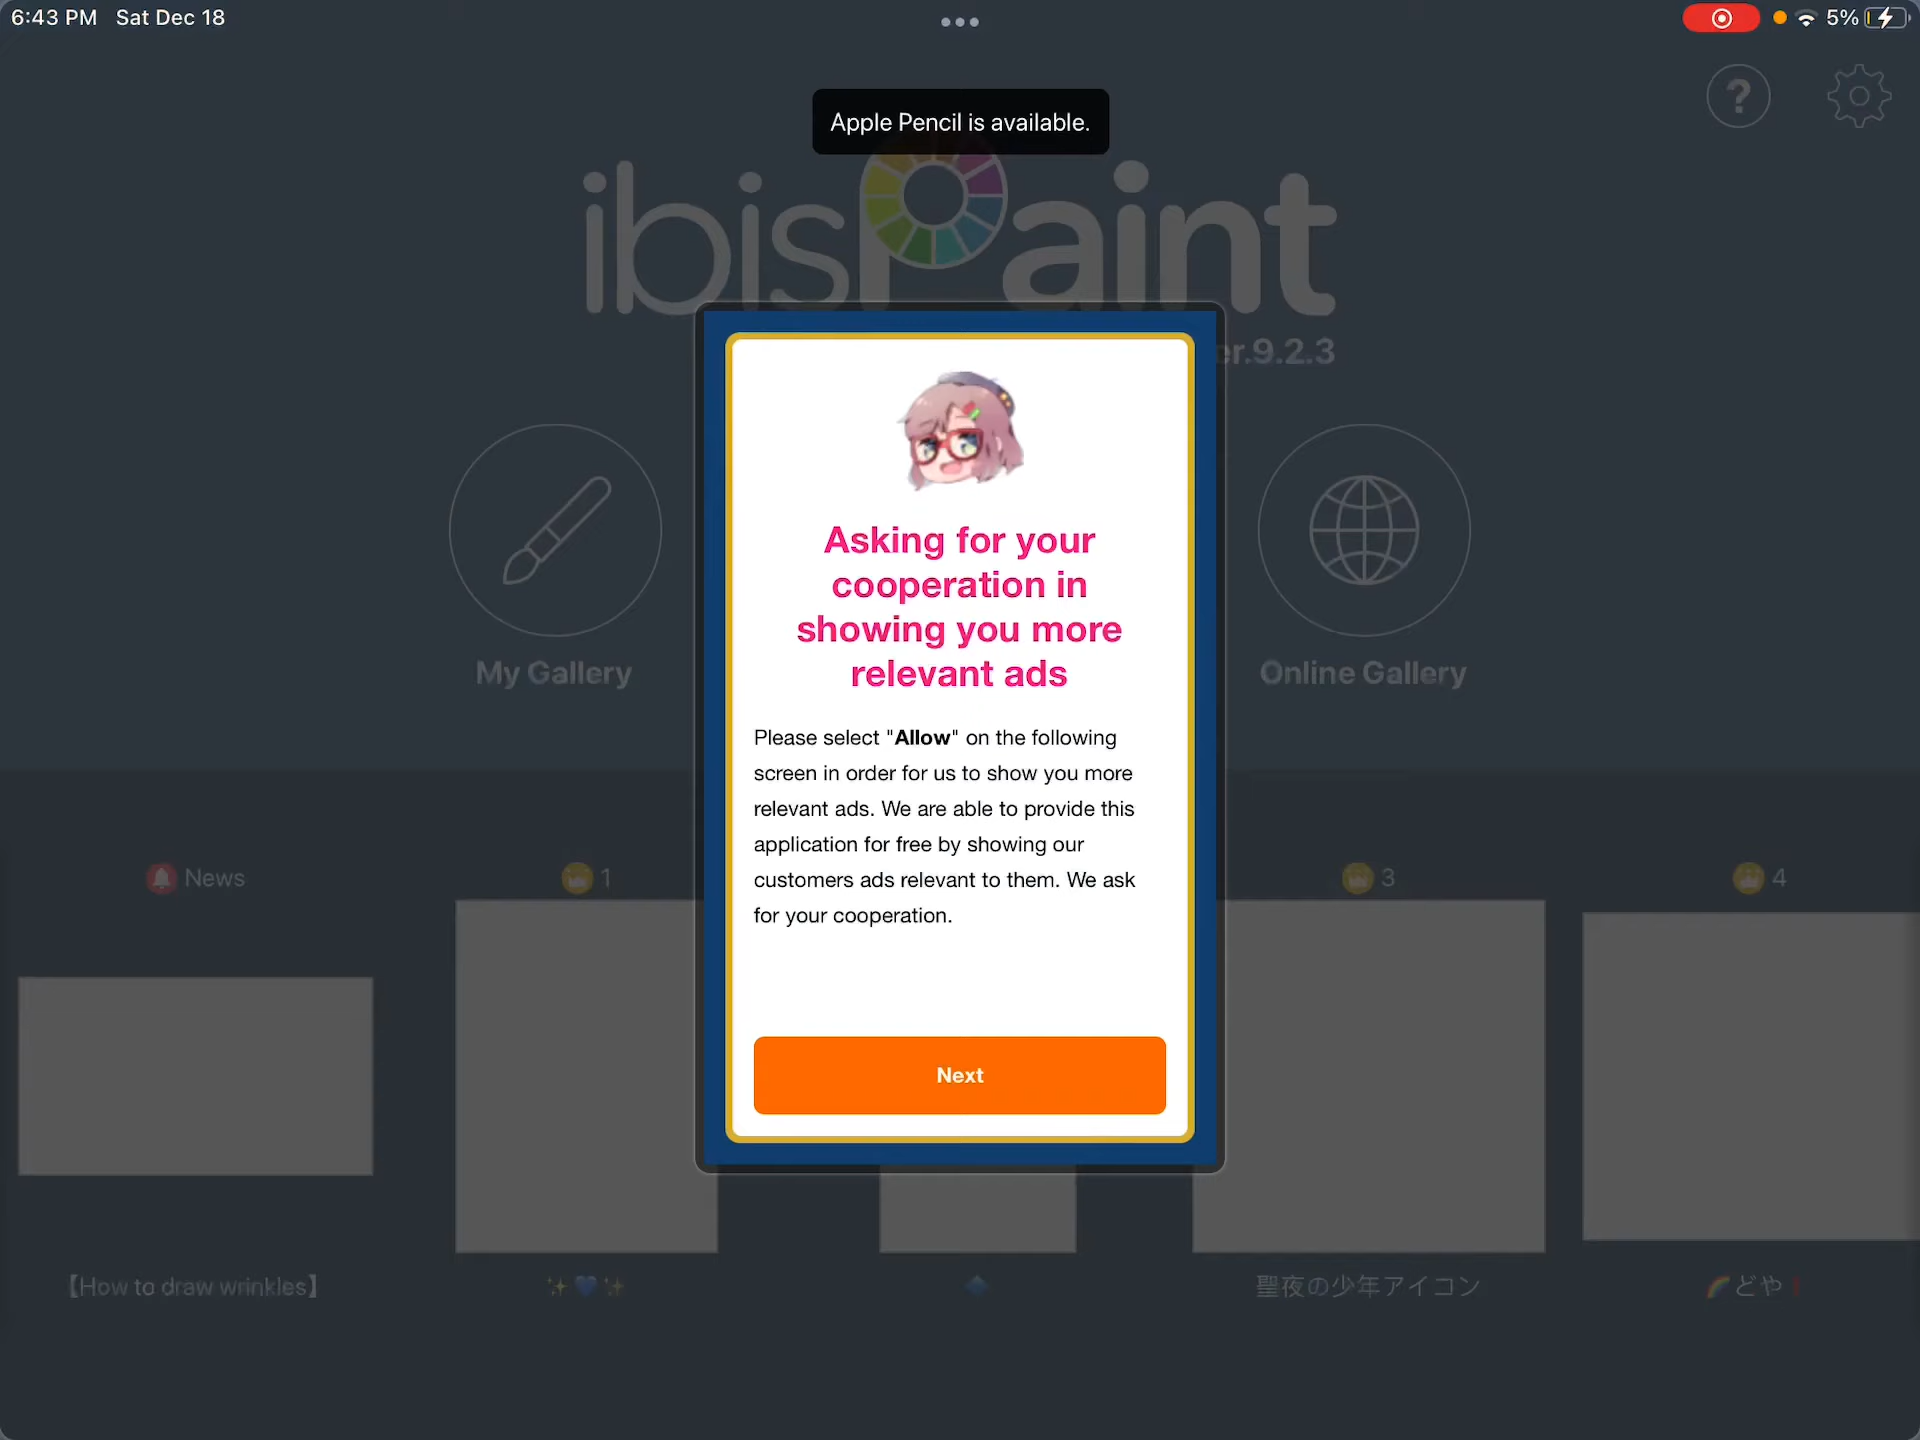 6:43 PM Sat Dec 18
5%
Apple Pencil is available.
?
ibisPaint
er.9.2.3
Asking for your
cooperation in
showing you more
relevant ads
Please select "Allow" on the following
screen in order for us to show you more
relevant ads. We are able to provide this
application for free by showing our
customers ads relevant to them. We ask
for your cooperation.
Next
My Gallery
Online Gallery
News
1
3
4
【How to draw wrinkles】
✨💙✨
🔷
聖夜の少年アイコン
🌈どや❗